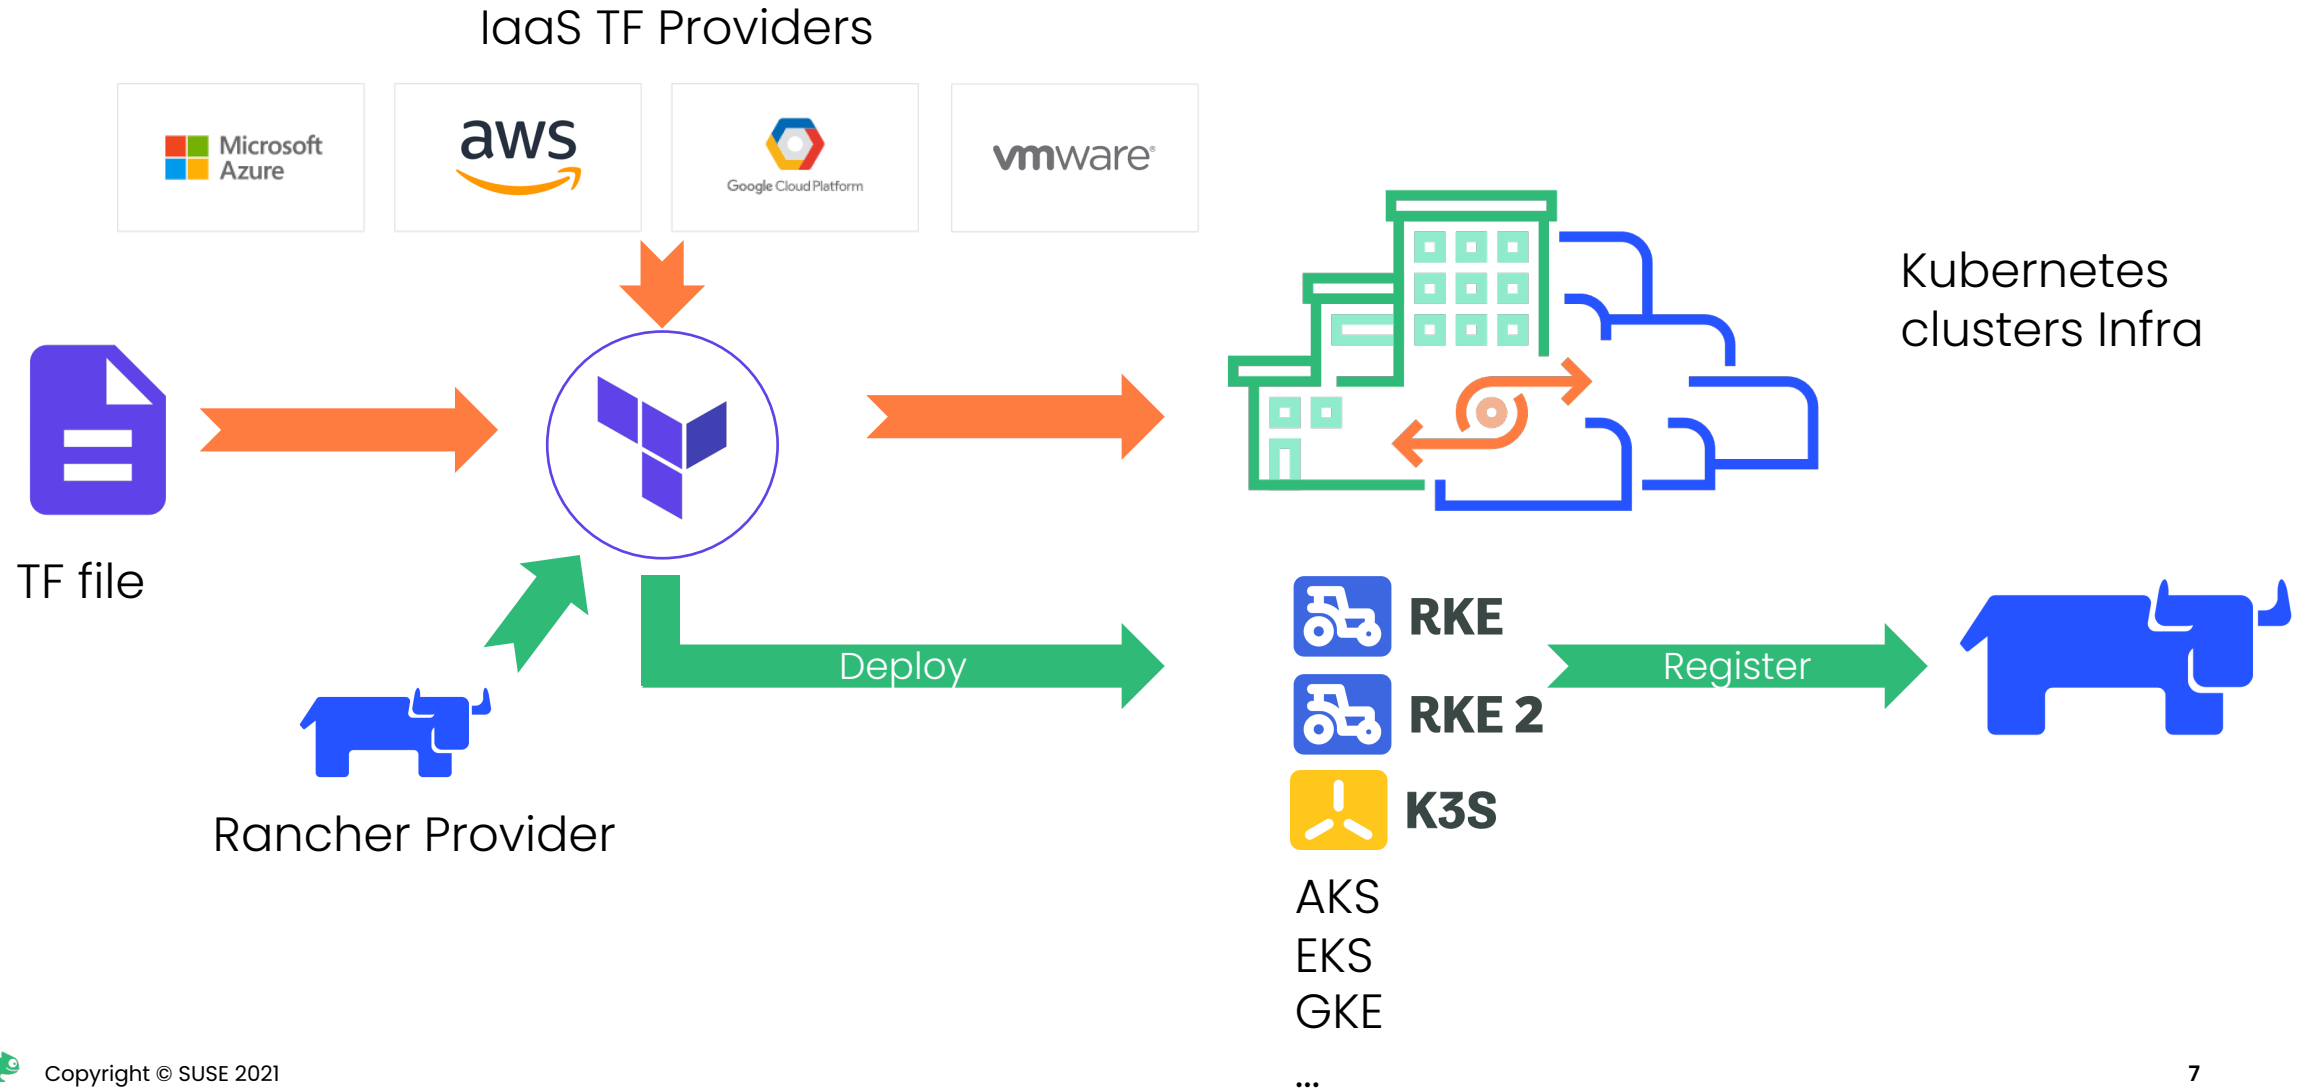 IaaS TF Providers
Microsoft
Azure
aws
Google Cloud Platform
vmware®
Kubernetes
clusters Infra
TF file
Deploy
Rancher Provider
RKE
RKE 2
K3S
AKS
EKS
GKE
...
Register
Copyright © SUSE 2021
7